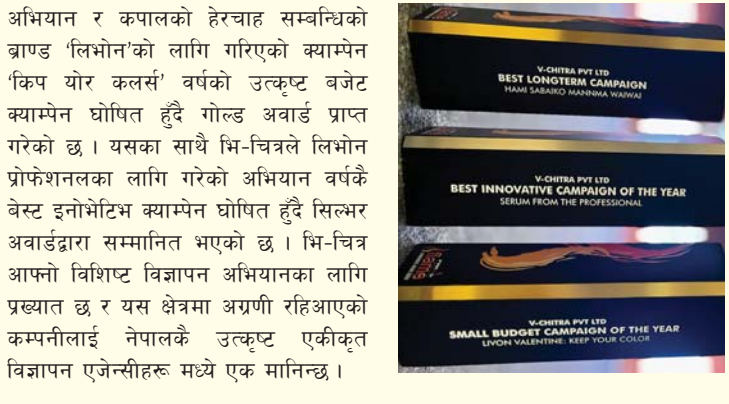 अभियान र कपालको हेरचाह सम्बन्धिको
ब्राण्ड ‘लिभोन’को लागि गरिएको क्याम्पेन
‘किप योर कलर्स’ वर्षको उत्कृष्ट बजेट
क्याम्पेन घोषित हुँदै गोल्ड अवार्ड प्राप्त
गरेको छ । यसका साथै भि-चित्रले लिभोन
प्रोफेशनलका लागि गरेको अभियान वर्षकै
बेस्ट इनोभेटिभ क्याम्पेन घोषित हुँदै सिल्भर
अवार्डद्वारा सम्मानित भएको छ । भि-चित्र
आफ्नो विशिष्ट विज्ञापन अभियानका लागि
प्रख्यात छ र यस क्षेत्रमा अग्रणी रहिआएको
कम्पनीलाई नेपालकै उत्कृष्ट एकीकृत
विज्ञापन एजेन्सीहरू मध्ये एक मानिन्छ ।
V-CHITRA PVT LTD
BEST LONGTERM CAMPAIGN
HAMI SABAIKO MANNMA WAIWAI
V-CHITRA PVT LTD
BEST INNOVATIVE CAMPAIGN OF THE YEAR
SERUM FROM THE PROFESSIONAL
V-CHITRA PVT LTD
SMALL BUDGET CAMPAIGN OF THE YEAR
LIVON VALENTINE: KEEP YOUR COLOR